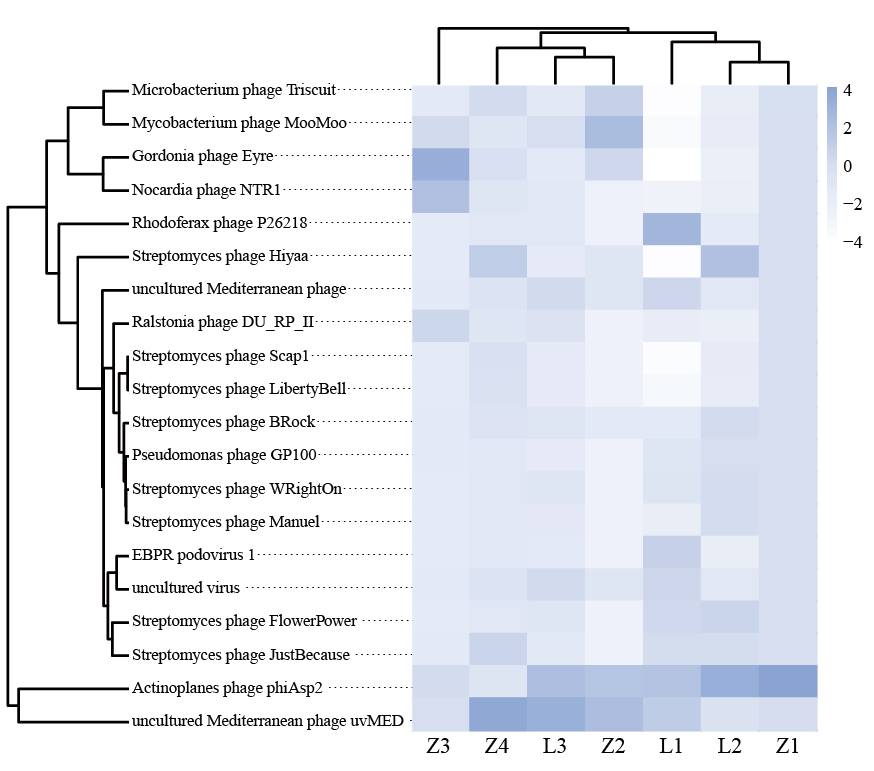 Microbacterium phage Triscuit
Mycobacterium phage MooMoo
Gordonia phage Eyre
Nocardia phage NTR1
Rhodoferax phage P26218
Streptomyces phage Hiyaa
uncultured Mediterranean phage
Ralstonia phage DU_RP_II
Streptomyces phage Scap1
Streptomyces phage LibertyBell
Streptomyces phage BRock
Pseudomonas phage GP100
Streptomyces phage WRightOn
Streptomyces phage Manuel
EBPR podovirus 1
uncultured virus
Streptomyces phage FlowerPower
Streptomyces phage JustBecause
Actinoplanes phage phiAsp2
uncultured Mediterranean phage uvMED
Z3 Z4 L3 Z2 L1 L2 Z1
4
2
0
−2
−4